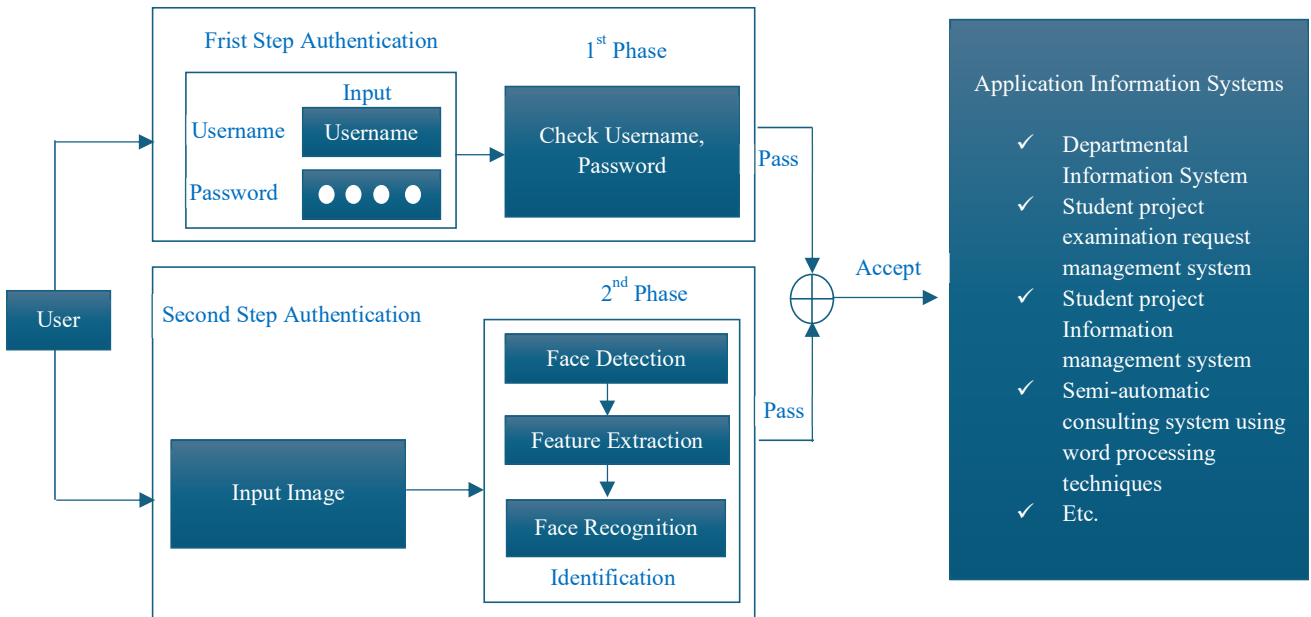 Frist Step Authentication
1st Phase
Input
Username
Username
Password
Check Username,
Password
Pass
User
Second Step Authentication
2nd Phase
Input Image
Face Detection
Feature Extraction
Face Recognition
Identification
Pass
Accept
Application Information Systems
✓ Departmental
Information System
✓ Student project
examination request
management system
✓ Student project
Information
management system
✓ Semi-automatic
consulting system using
word processing
techniques
✓ Etc.